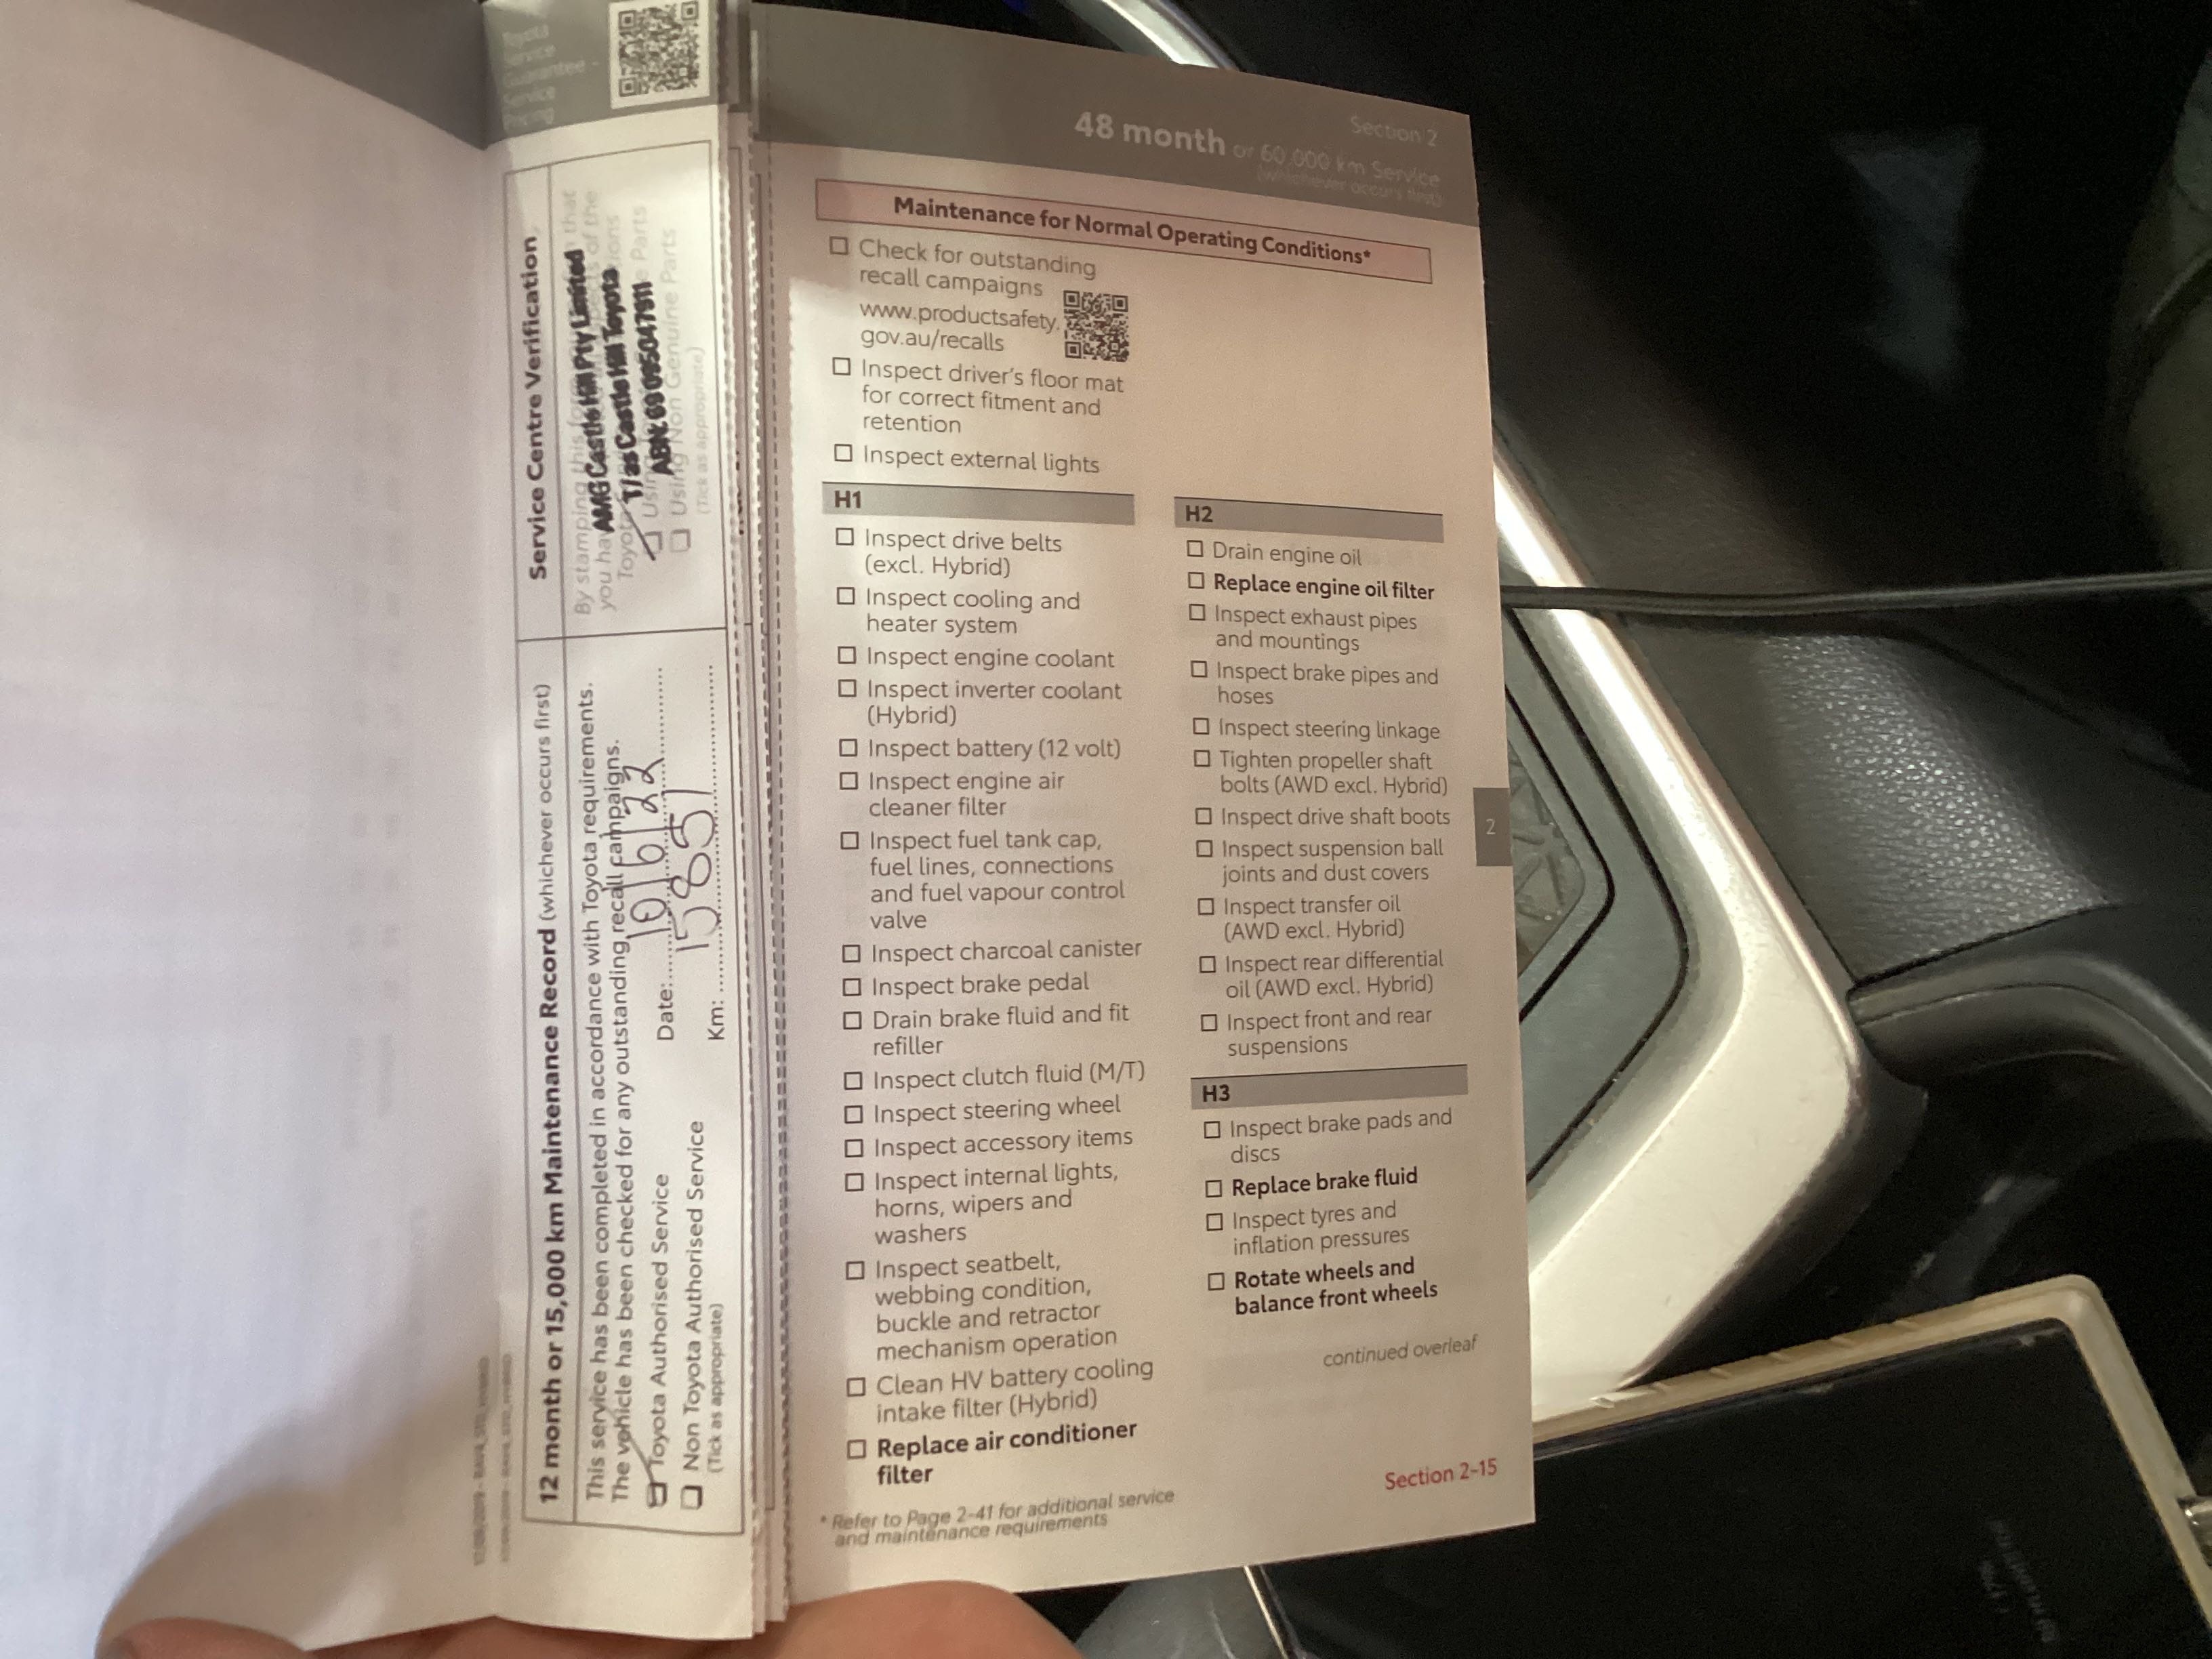 Toyota
Service
Guarantee -
Service
Pricing
12 month or 15,000 km Maintenance Record (whichever occurs first)
This service has been completed in accordance with Toyota requirements.
The vehicle has been checked for any outstanding recall campaigns.
Toyota Authorised Service
Non Toyota Authorised Service
(Tick as appropriate)
Date: 10/6/22
Km: 15851
Service Centre Verification
By stamping this form
that
you have
of the
Toyota
AMG Castle Hill Pty Limited
T/as Castle Hill Toyota
ABN: 69 095047911
Using Non Genuine Parts
(Tick as appropriate)
Section 2
48 month or 60,000 km Service
(whichever occurs first)
Maintenance for Normal Operating Conditions*
Check for outstanding
recall campaigns
www.productsafety.
gov.au/recalls
Inspect driver's floor mat
for correct fitment and
retention
Inspect external lights
H1
Inspect drive belts
(excl. Hybrid)
Inspect cooling and
heater system
Inspect engine coolant
Inspect inverter coolant
(Hybrid)
Inspect battery (12 volt)
Inspect engine air
cleaner filter
Inspect fuel tank cap,
fuel lines, connections
and fuel vapour control
valve
Inspect charcoal canister
Inspect brake pedal
Drain brake fluid and fit
refiller
Inspect clutch fluid (M/T)
Inspect steering wheel
Inspect accessory items
Inspect internal lights,
horns, wipers and
washers
Inspect seatbelt,
webbing condition,
buckle and retractor
mechanism operation
Clean HV battery cooling
intake filter (Hybrid)
Replace air conditioner
filter
H2
Drain engine oil
Replace engine oil filter
Inspect exhaust pipes
and mountings
Inspect brake pipes and
hoses
Inspect steering linkage
Tighten propeller shaft
bolts (AWD excl. Hybrid)
Inspect drive shaft boots
Inspect suspension ball
joints and dust covers
Inspect transfer oil
(AWD excl. Hybrid)
Inspect rear differential
oil (AWD excl. Hybrid)
Inspect front and rear
suspensions
H3
Inspect brake pads and
discs
Replace brake fluid
Inspect tyres and
inflation pressures
Rotate wheels and
balance front wheels
continued overleaf
2
* Refer to Page 2-41 for additional service
and maintenance requirements
Section 2-15